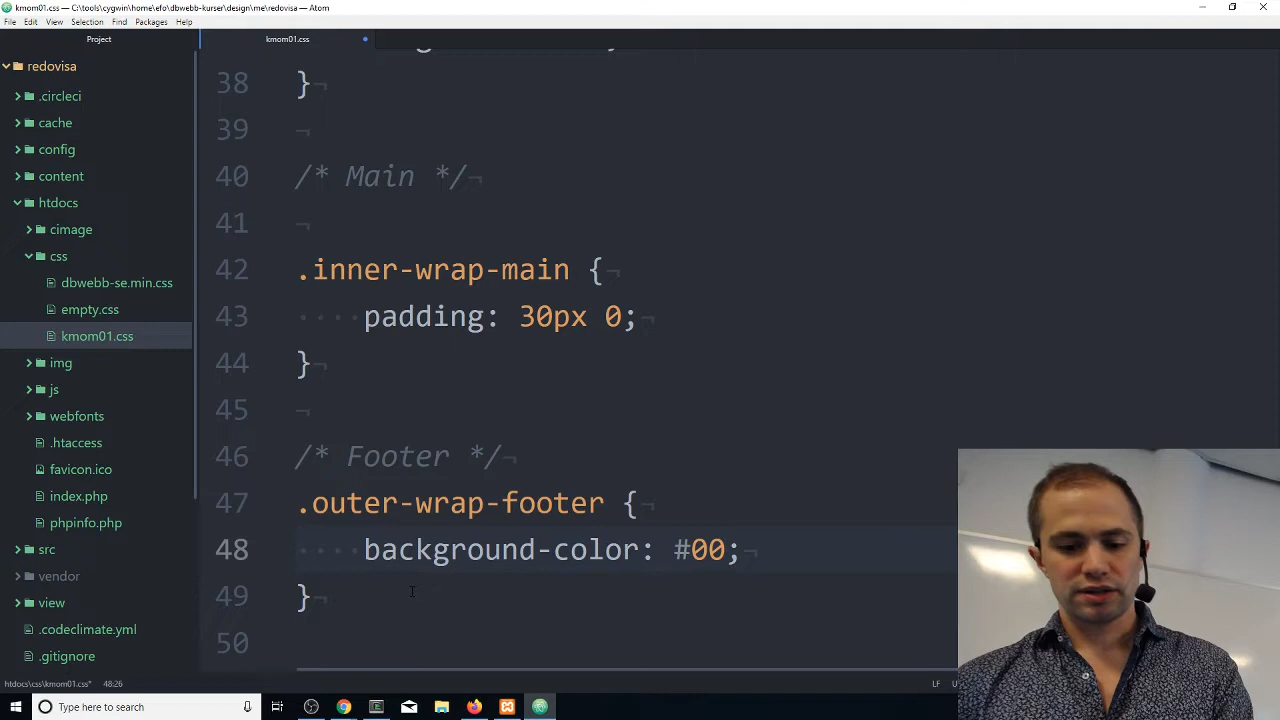 kmom01.css — C:\tools\cygwin\home\efo\dbwebb-kurser\design\me\redovisa — Atom
File Edit View Selection Find Packages Help
Project
kmom01.css
redovisa
.circleci
cache
config
content
htdocs
cimage
css
dbwebb-se.min.css
empty.css
kmom01.css
img
js
webfonts
.htaccess
favicon.ico
index.php
phpinfo.php
src
vendor
view
.codeclimate.yml
.gitignore
38 }
39
40 /* Main */
41
42 .inner-wrap-main {
43 padding: 30px 0;
44 }
45
46 /* Footer */
47 .outer-wrap-footer {
48 background-color: #00;
49 }
50
htdocs\css\kmom01.css* 48:26
LF
Type here to search